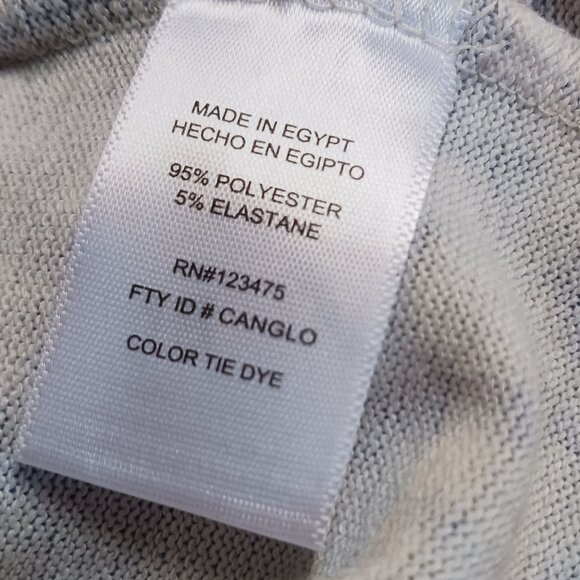 MADE IN EGYPT
HECHO EN EGIPTO
95% POLYESTER
5% ELASTANE
RN#123475
FTY ID # CANGLO
COLOR TIE DYE